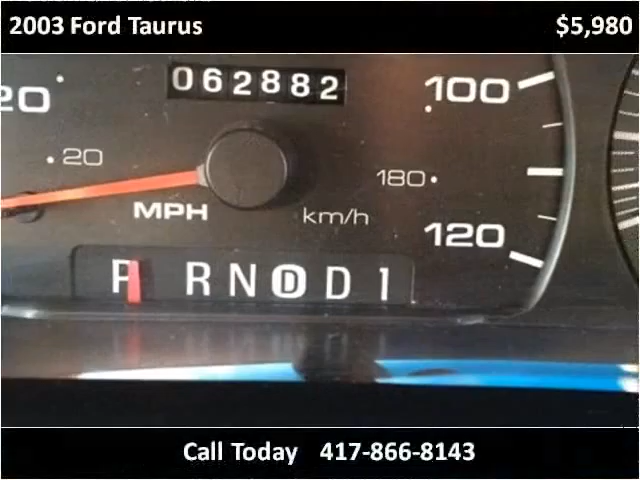 2003 Ford Taurus $5,980
062882
20 100
20
180
MPH km/h
120
P R N D D 1
Call Today 417-866-8143